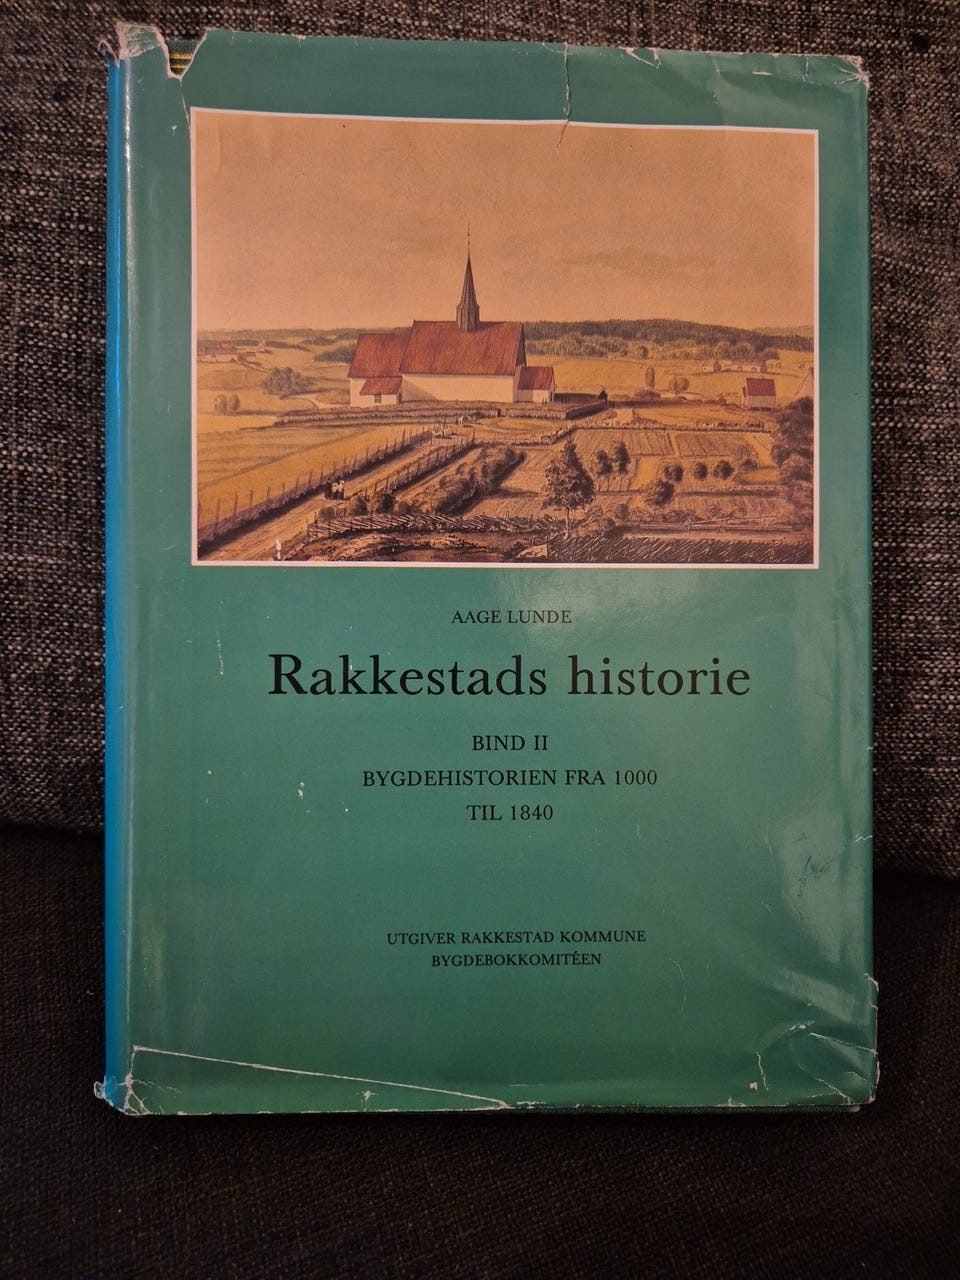 AAGE LUNDE
Rakkestads historie
BIND II
BYGDEHISTORIEN FRA 1000
TIL 1840
UTGIVER RAKKESTAD KOMMUNE
BYGDEBOKKOMITÉEN